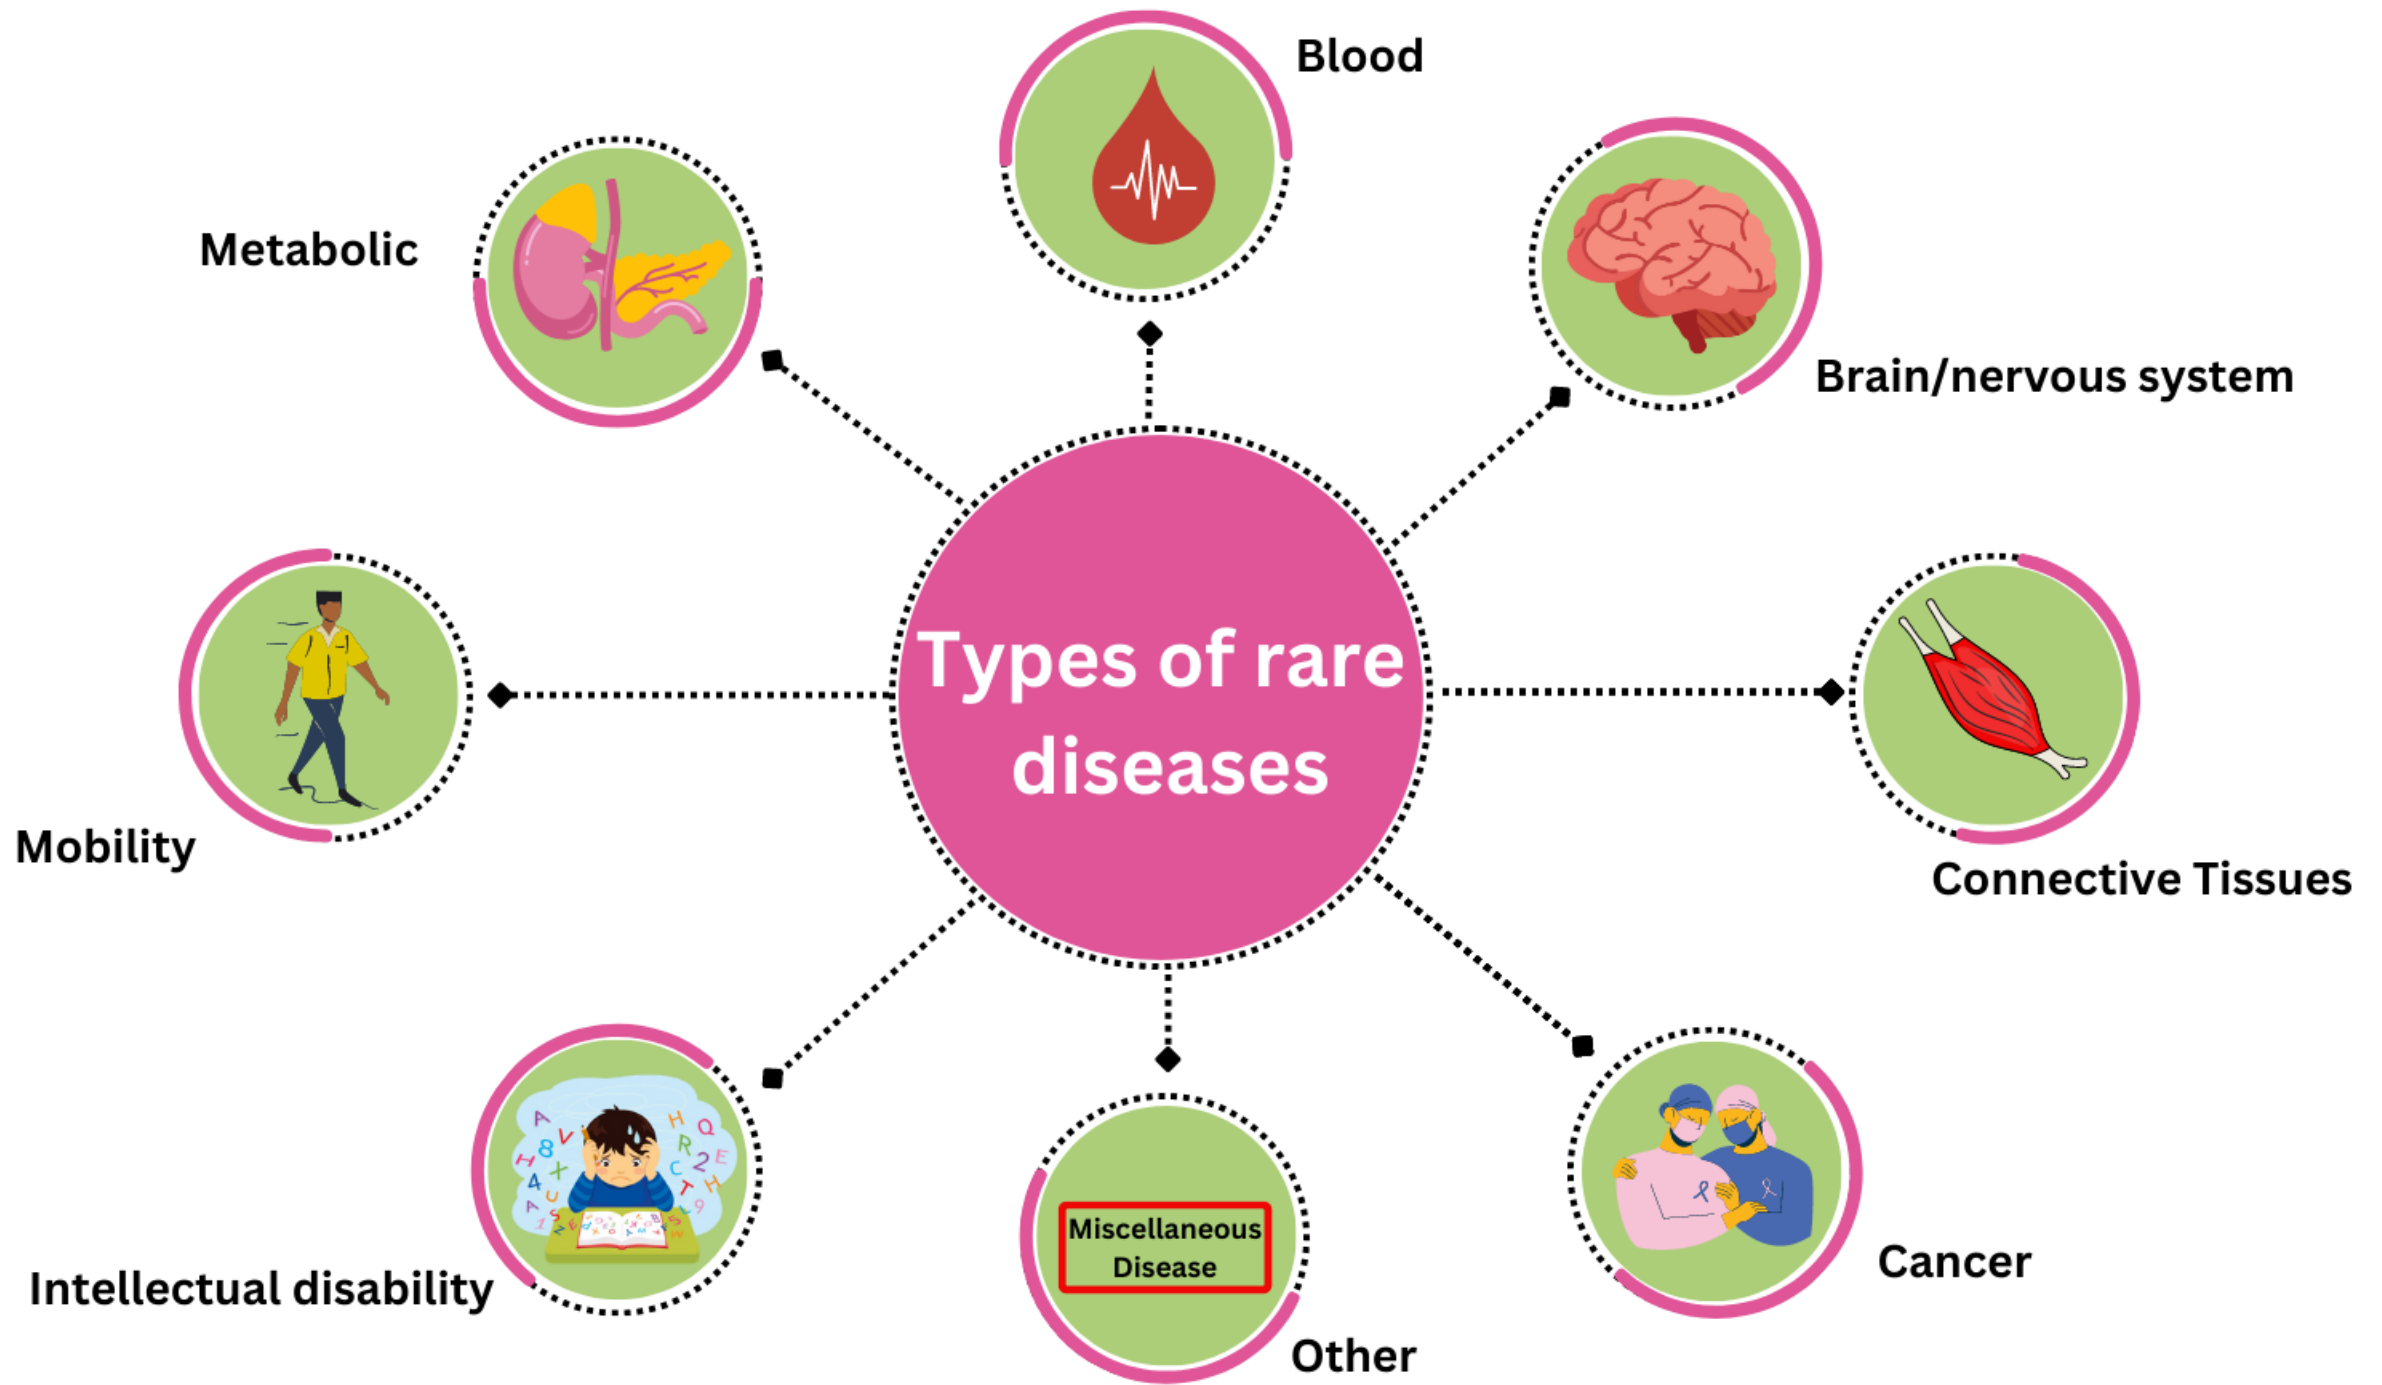 Blood
Brain/nervous system
Metabolic
Types of rare
diseases
Mobility
Connective Tissues
Intellectual disability
Miscellaneous
Disease
Cancer
Other